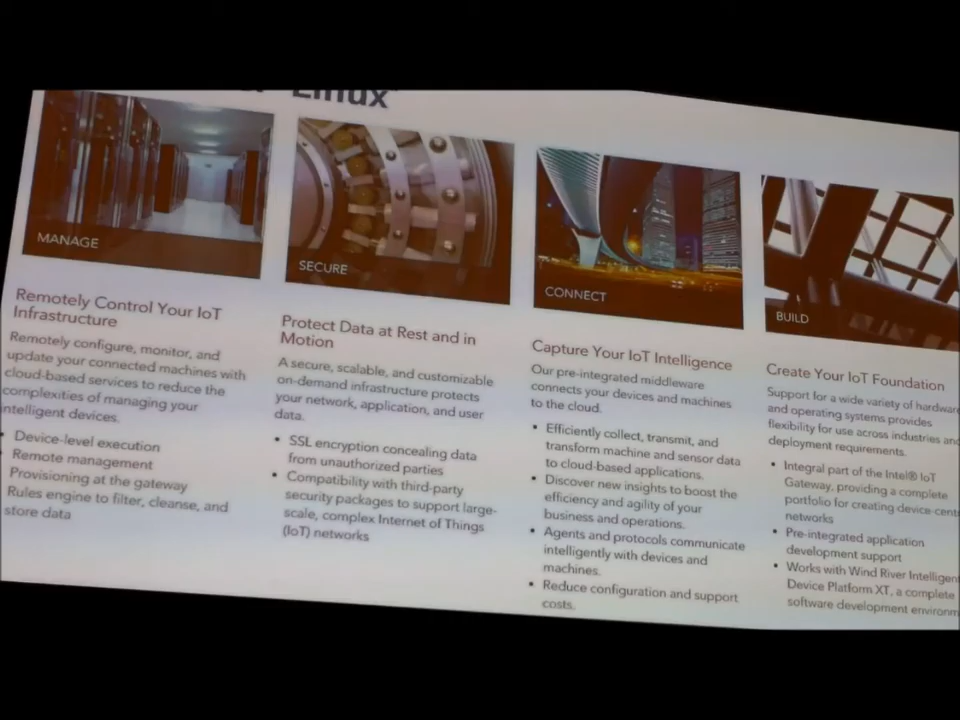 Linux
MANAGE
Remotely Control Your IoT
Infrastructure
Remotely configure, monitor, and
update your connected machines with
cloud-based services to reduce the
complexities of managing your
intelligent devices.
• Device-level execution
• Remote management
Provisioning at the gateway
Rules engine to filter, cleanse, and
store data
SECURE
Protect Data at Rest and in
Motion
A secure, scalable, and customizable
on-demand infrastructure protects
your network, application, and user
data.
• SSL encryption concealing data
from unauthorized parties
• Compatibility with third-party
security packages to support large-
scale, complex Internet of Things
(IoT) networks
CONNECT
Capture Your IoT Intelligence
Our pre-integrated middleware
connects your devices and machines
to the cloud.
• Efficiently collect, transmit, and
transform machine and sensor data
to cloud-based applications.
• Discover new insights to boost the
efficiency and agility of your
business and operations.
• Agents and protocols communicate
intelligently with devices and
machines.
• Reduce configuration and support
costs.
BUILD
Create Your IoT Foundation
Support for a wide variety of hardware
and operating systems provides
flexibility for use across industries and
deployment requirements.
• Integral part of the Intel® IoT
Gateway, providing a complete
portfolio for creating device-cent
networks
• Pre-integrated application
development support
• Works with Wind River Intelligen
Device Platform XT, a complete
software development environm